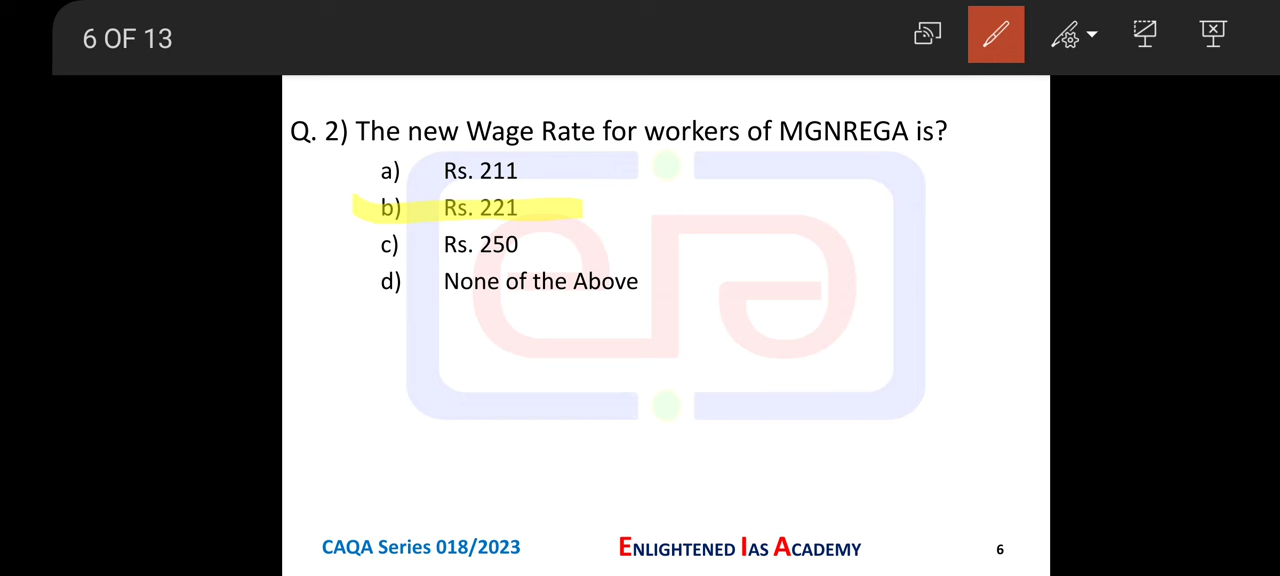 6 OF 13
Q. 2) The new Wage Rate for workers of MGNREGA is?
a) Rs. 211
b) Rs. 221
c) Rs. 250
d) None of the Above
CAQA Series 018/2023 ENLIGHTENED IAS ACADEMY 6